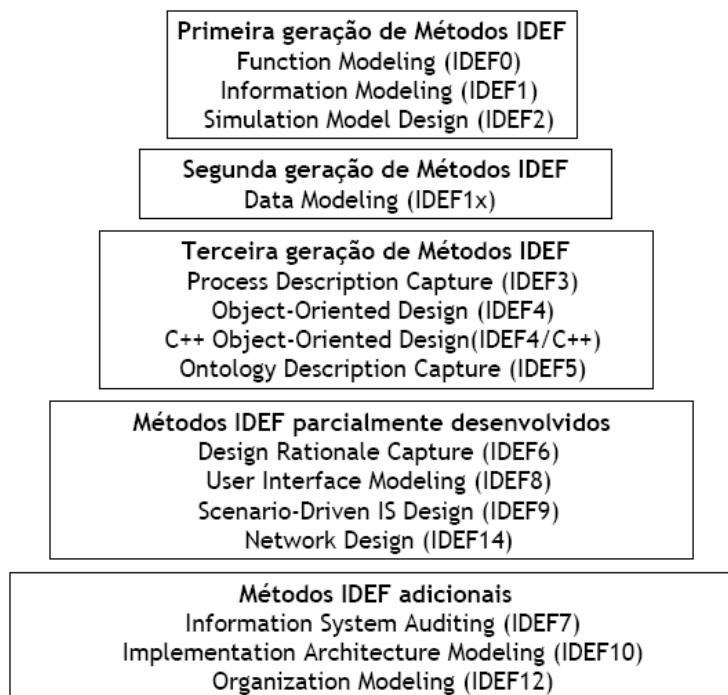 Primeira geração de Métodos IDEF
Function Modeling (IDEF0)
Information Modeling (IDEF1)
Simulation Model Design (IDEF2)
Segunda geração de Métodos IDEF
Data Modeling (IDEF1x)
Terceira geração de Métodos IDEF
Process Description Capture (IDEF3)
Object-Oriented Design (IDEF4)
C++ Object-Oriented Design(IDEF4/C++)
Ontology Description Capture (IDEF5)
Métodos IDEF parcialmente desenvolvidos
Design Rationale Capture (IDEF6)
User Interface Modeling (IDEF8)
Scenario-Driven IS Design (IDEF9)
Network Design (IDEF14)
Métodos IDEF adicionais
Information System Auditing (IDEF7)
Implementation Architecture Modeling (IDEF10)
Organization Modeling (IDEF12)